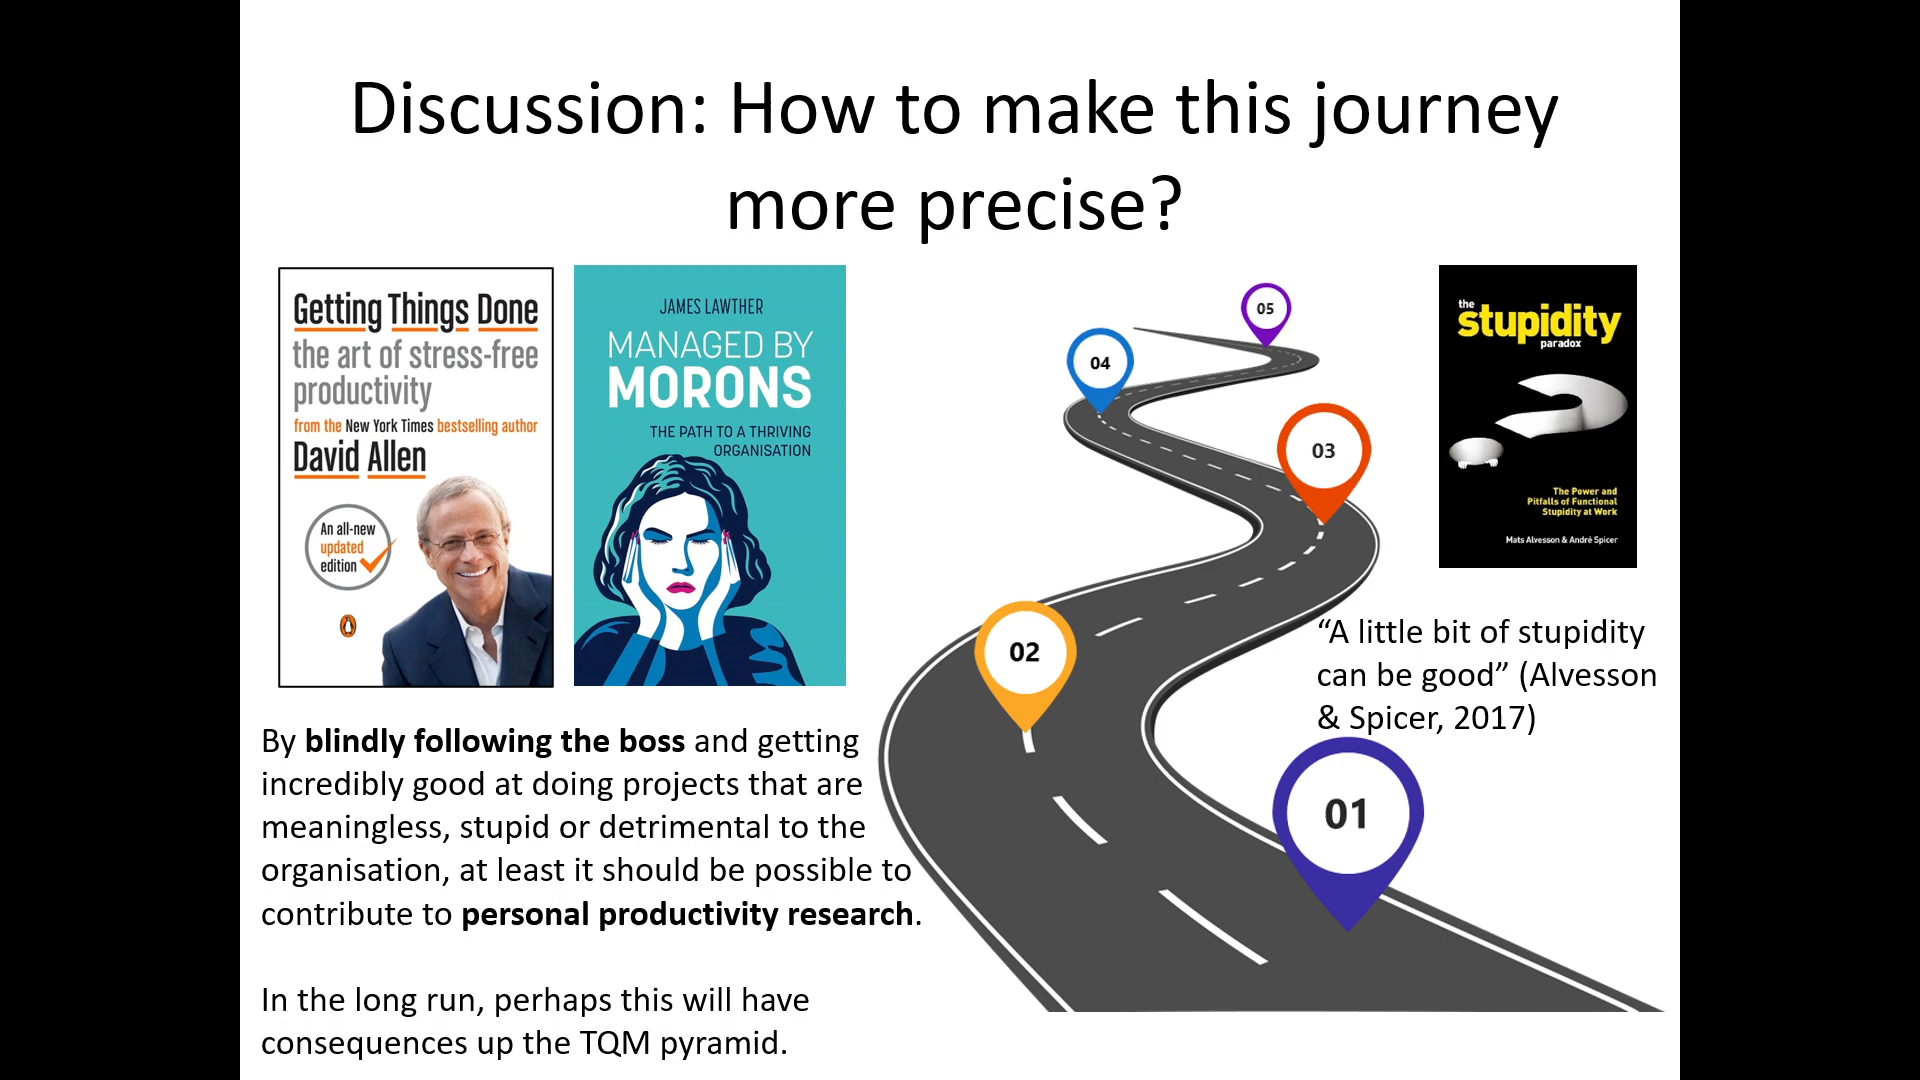 Discussion: How to make this journey
more precise?
Getting Things Done
the art of stress-free
productivity
from the New York Times bestselling author
David Allen
An all-new
updated
edition
JAMES LAWTHER
MANAGED BY
MORONS
THE PATH TO A THRIVING
ORGANISATION
By blindly following the boss and getting
incredibly good at doing projects that are
meaningless, stupid or detrimental to the
organisation, at least it should be possible to
contribute to personal productivity research.
In the long run, perhaps this will have
consequences up the TQM pyramid.
05
04
03
02
01
the
stupidity
paradox
The Power and
Pitfalls of Functional
Stupidity at Work
Mats Alvesson & André Spicer
“A little bit of stupidity
can be good” (Alvesson
& Spicer, 2017)